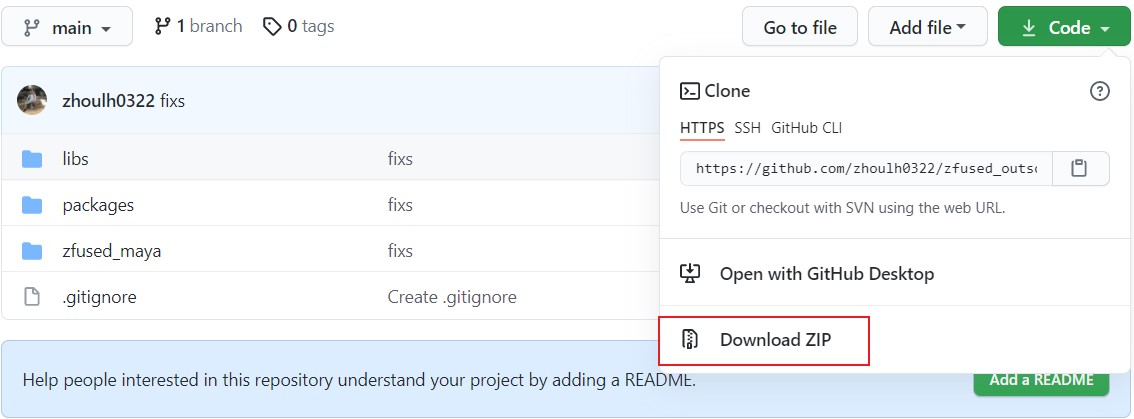 main
1 branch
0 tags
Go to file
Add file
Code
zhoulh0322 fixs
libs fixs
packages fixs
zfused_maya fixs
.gitignore Create .gitignore
Clone
HTTPS SSH GitHub CLI
https://github.com/zhoulh0322/zfused_outso
Use Git or checkout with SVN using the web URL.
Open with GitHub Desktop
Download ZIP
Help people interested in this repository understand your project by adding a README.
Add a README